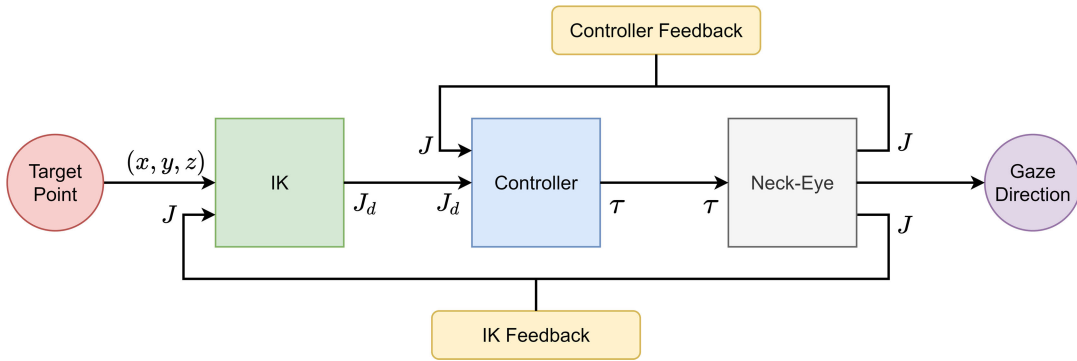 Controller Feedback
Target
Point
(x, y, z)
J
IK
J_d
J_d
J
Controller
τ
τ
Neck-Eye
J
J
Gaze
Direction
IK Feedback